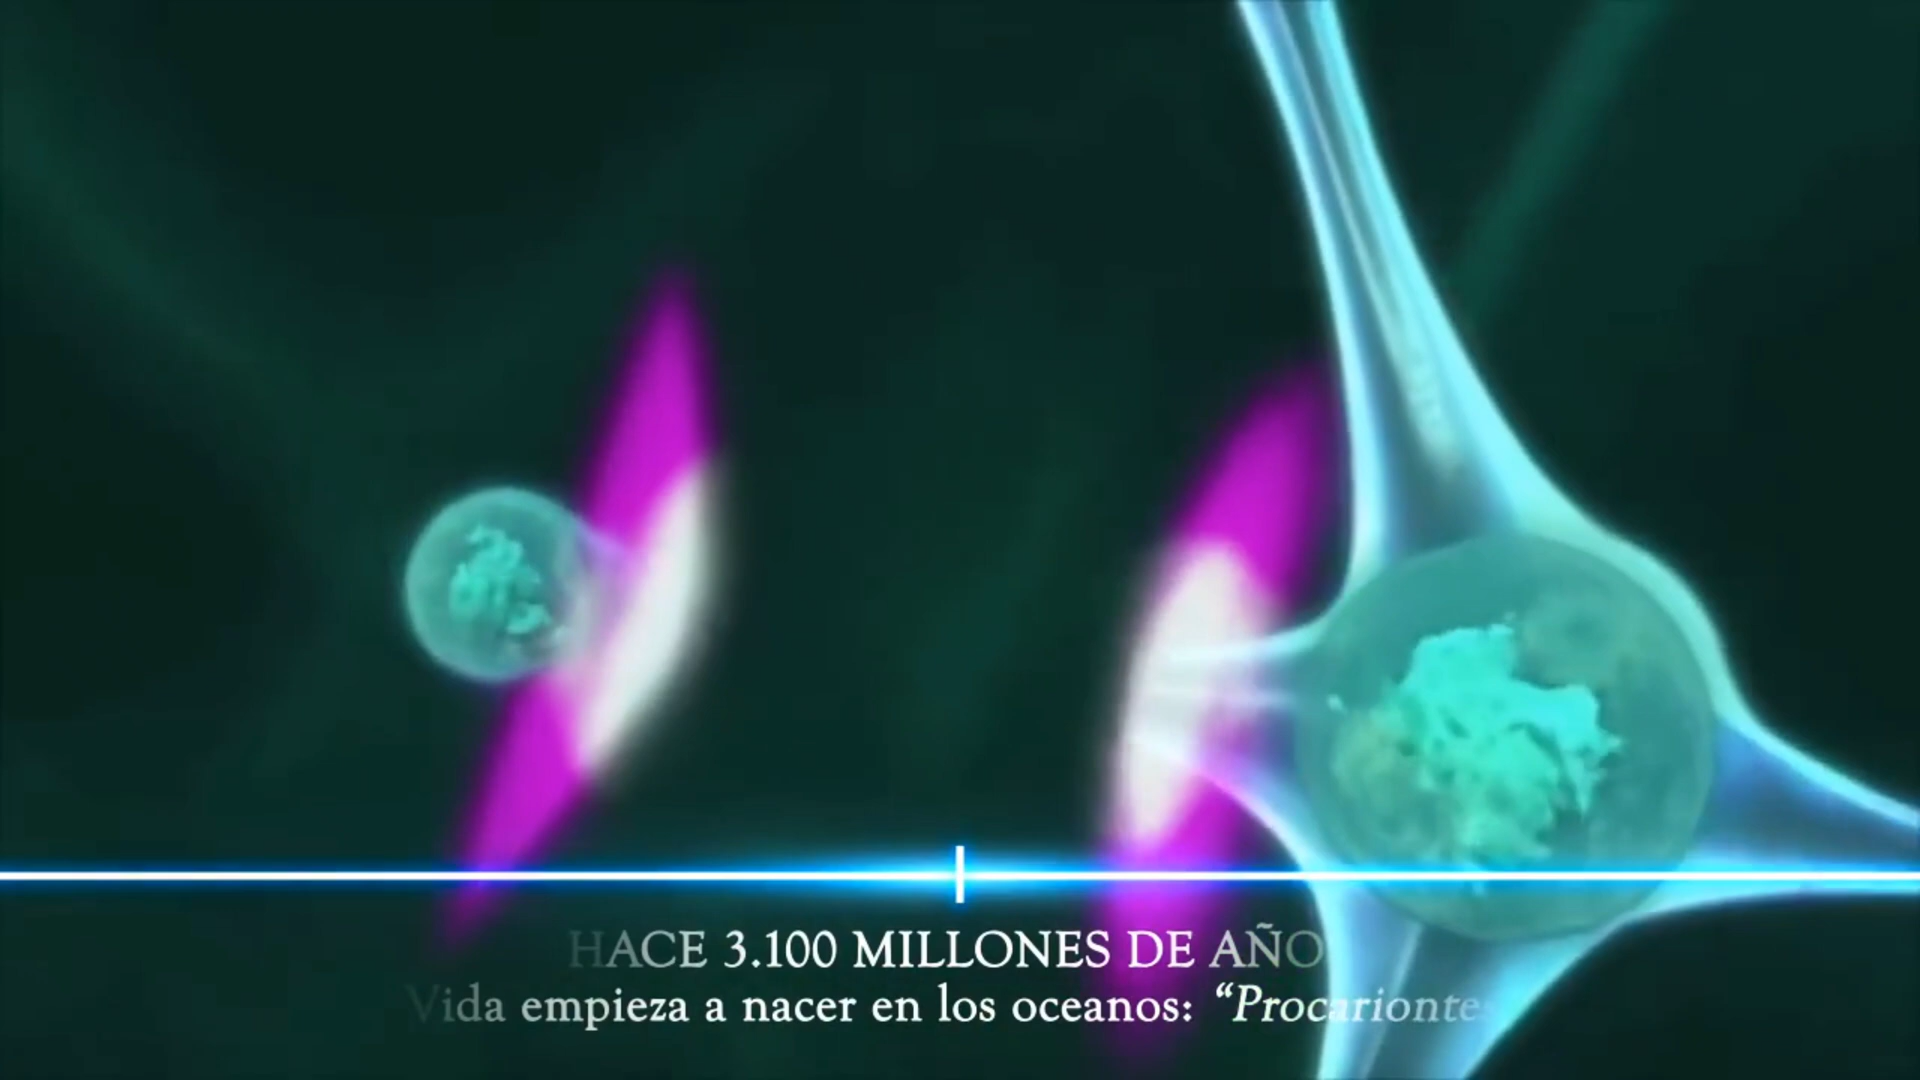 HACE 3.100 MILLONES DE AÑO
Vida empieza a nacer en los oceanos: “Procariontes